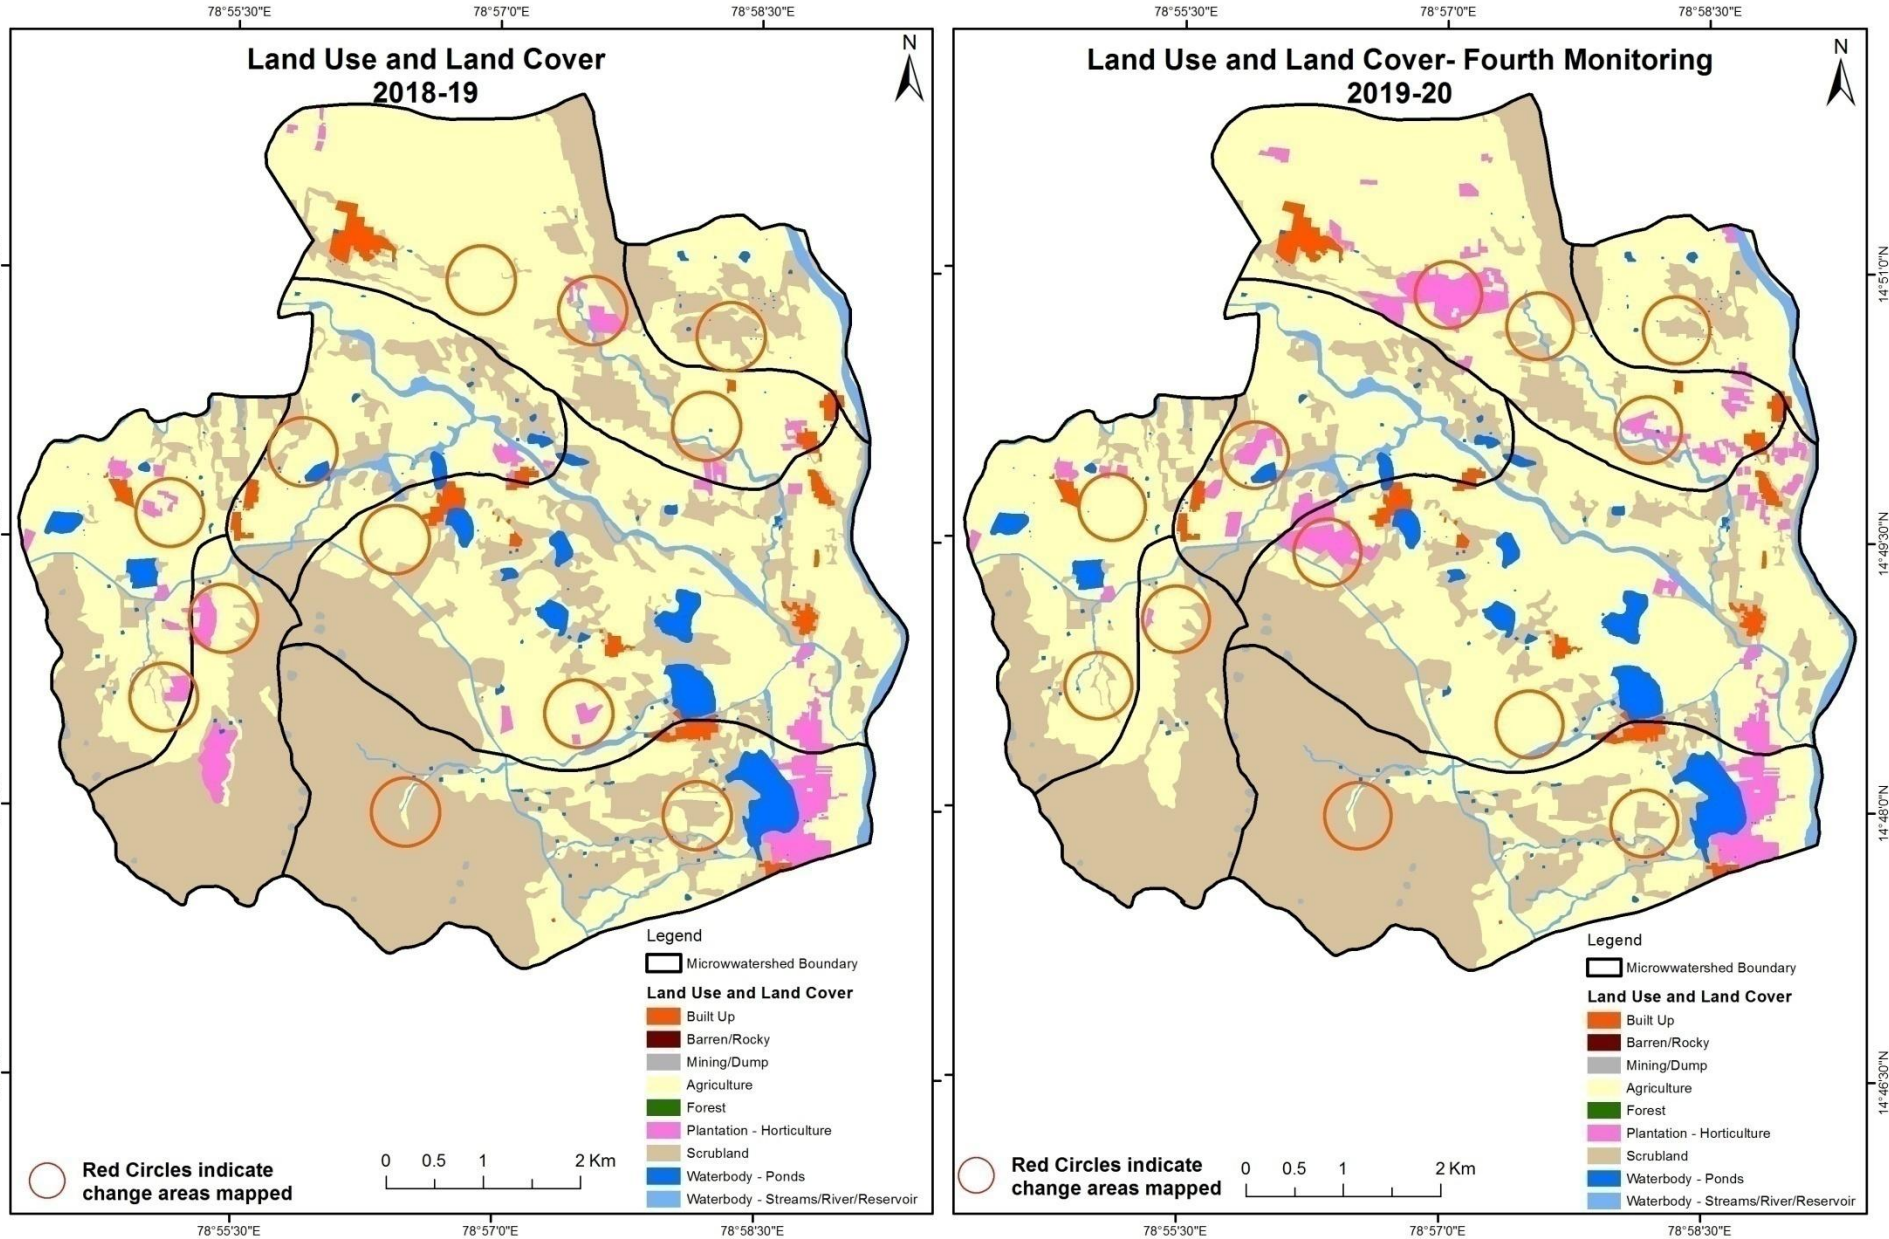 78°55'30"E 78°57'0"E 78°58'30"E
Land Use and Land Cover
2018-19
N
Legend
Microwwatershed Boundary
Land Use and Land Cover
Built Up
Barren/Rocky
Mining/Dump
Agriculture
Forest
Plantation - Horticulture
Scrubland
Waterbody - Ponds
Waterbody - Streams/River/Reservoir
Red Circles indicate
change areas mapped
0 0.5 1 2 Km
78°55'30"E 78°57'0"E 78°58'30"E
78°55'30"E 78°57'0"E 78°58'30"E
Land Use and Land Cover- Fourth Monitoring
2019-20
N
14°51'0"N
14°49'30"N
14°48'0"N
14°46'30"N
Legend
Microwwatershed Boundary
Land Use and Land Cover
Built Up
Barren/Rocky
Mining/Dump
Agriculture
Forest
Plantation - Horticulture
Scrubland
Waterbody - Ponds
Waterbody - Streams/River/Reservoir
Red Circles indicate
change areas mapped
0 0.5 1 2 Km
78°55'30"E 78°57'0"E 78°58'30"E